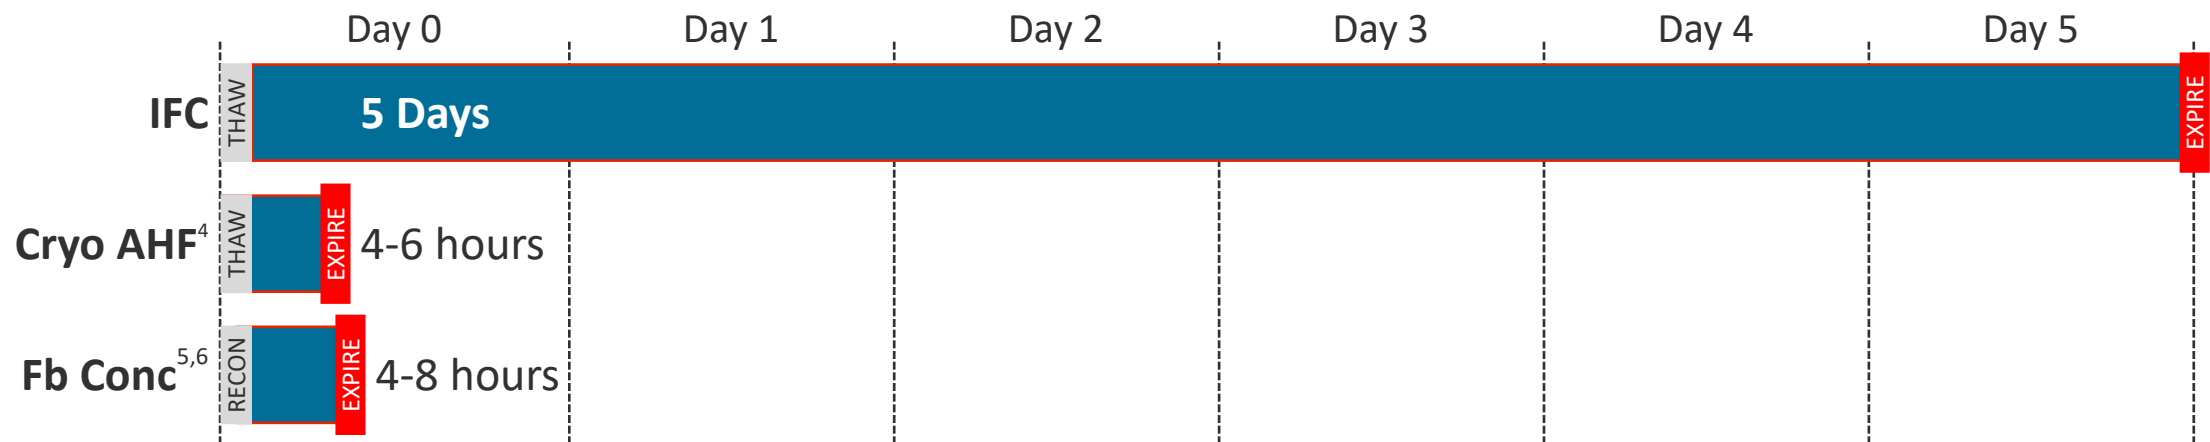 Day 0 Day 1 Day 2 Day 3 Day 4 Day 5
IFC THAW 5 Days EXPIRE
Cryo AHF4 THAW EXPIRE 4-6 hours
Fb Conc5,6 RECON EXPIRE 4-8 hours